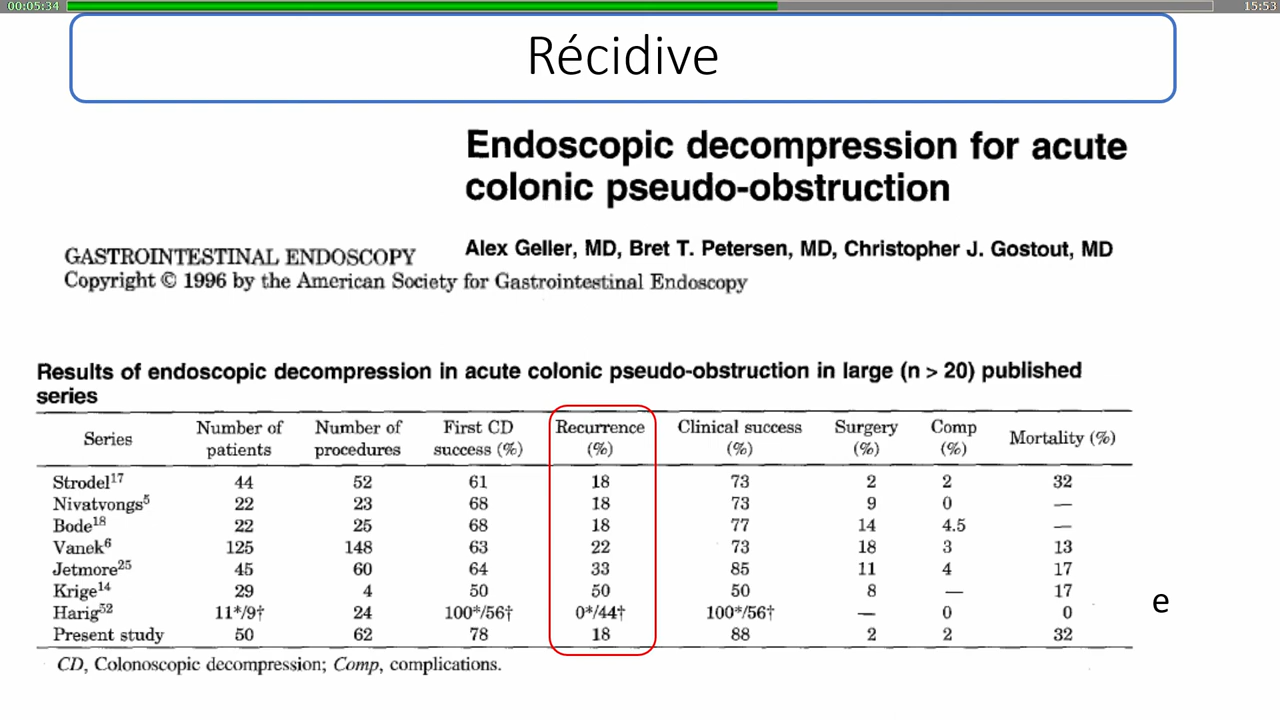 00:05:34 15:53
Récidive
Endoscopic decompression for acute
colonic pseudo-obstruction
Alex Geller, MD, Bret T. Petersen, MD, Christopher J. Gostout, MD
GASTROINTESTINAL ENDOSCOPY
Copyright © 1996 by the American Society for Gastrointestinal Endoscopy
Results of endoscopic decompression in acute colonic pseudo-obstruction in large (n > 20) published
series
Series Number of patients Number of procedures First CD success (%) Recurrence (%) Clinical success (%) Surgery (%) Comp (%) Mortality (%)
Strodel17 44 52 61 18 73 2 2 32
Nivatvongs5 22 23 68 18 73 9 0 —
Bode18 22 25 68 18 77 14 4.5 —
Vanek6 125 148 63 22 73 18 3 13
Jetmore25 45 60 64 33 85 11 4 17
Krige14 29 4 50 50 50 8 — 17
Harig52 11*/9† 24 100*/56† 0*/44† 100*/56† — 0 0
Present study 50 62 78 18 88 2 2 32
e
CD, Colonoscopic decompression; Comp, complications.